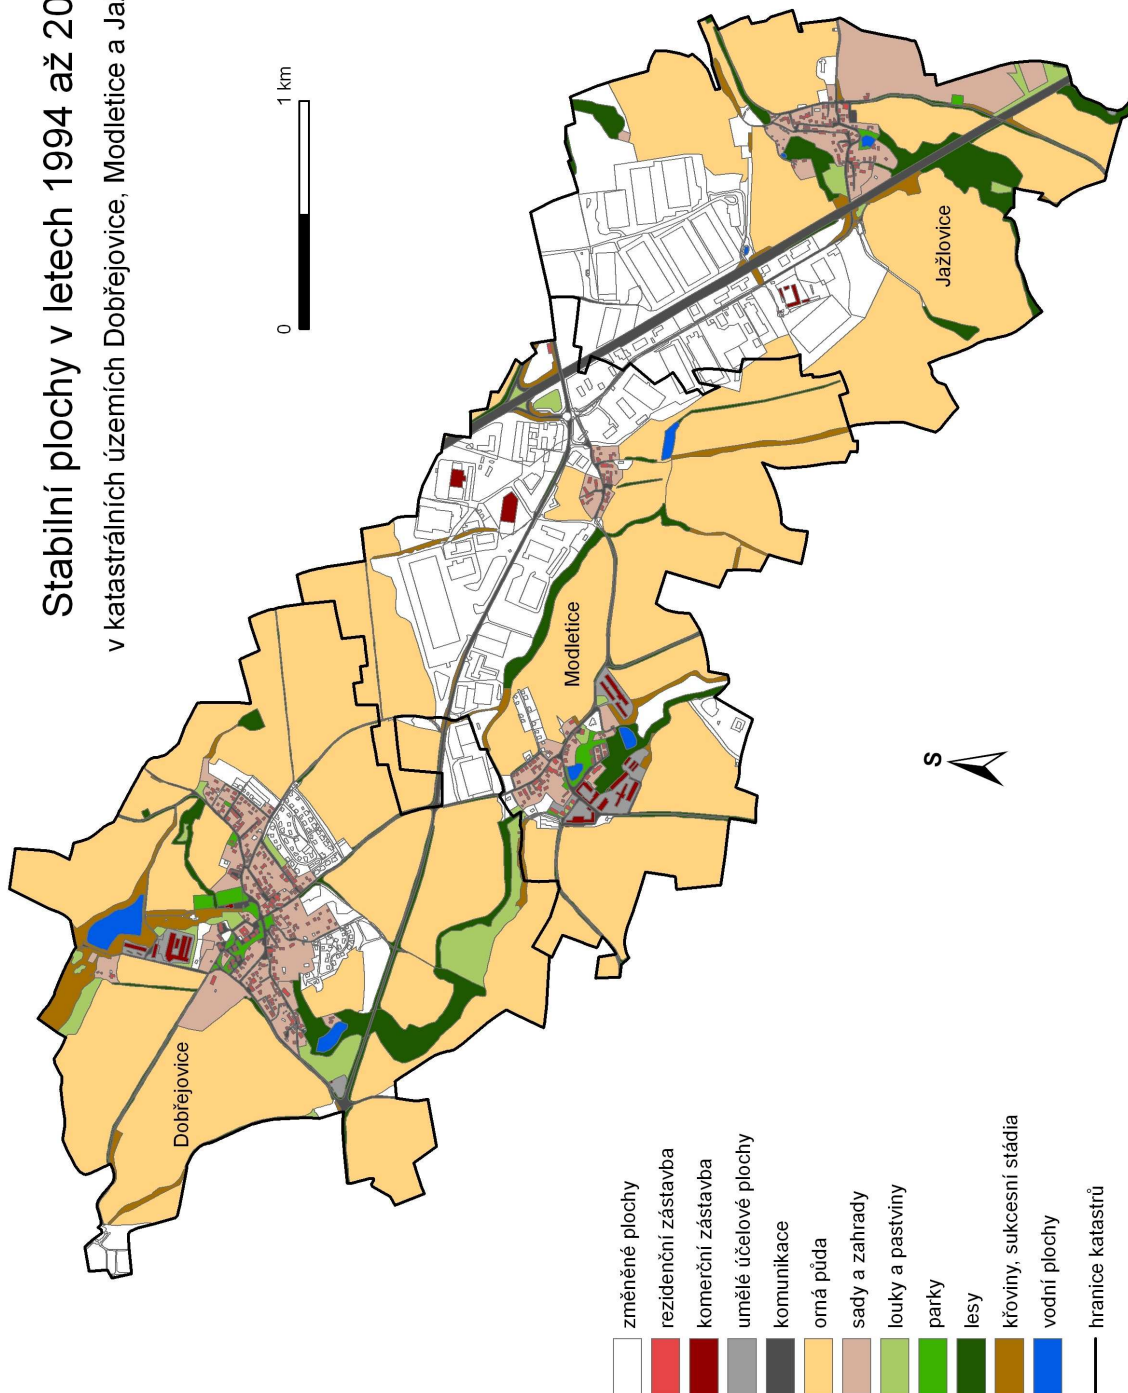 Stabilní plochy v letech 1994 až
v katastrálních územích Dobřejovice, Modletice a
0
1 km
Dobřejovice
Modletice
Jažlovice
S
změněné plochy
rezidenční zástavba
komerční zástavba
umělé účelové plochy
komunikace
orná půda
sady a zahrady
louky a pastviny
parky
lesy
křoviny, sukcesní stádia
vodní plochy
hranice katastrů